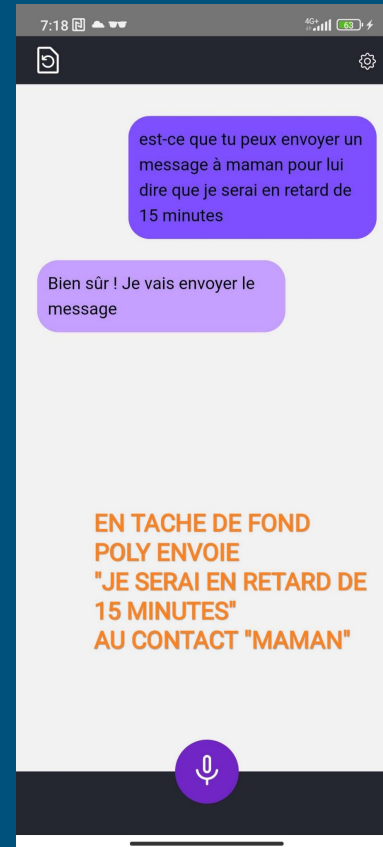 7:18
4G+
63
est-ce que tu peux envoyer un
message à maman pour lui
dire que je serai en retard de
15 minutes
Bien sûr ! Je vais envoyer le
message
EN TACHE DE FOND
POLY ENVOIE
"JE SERAI EN RETARD DE
15 MINUTES"
AU CONTACT "MAMAN"